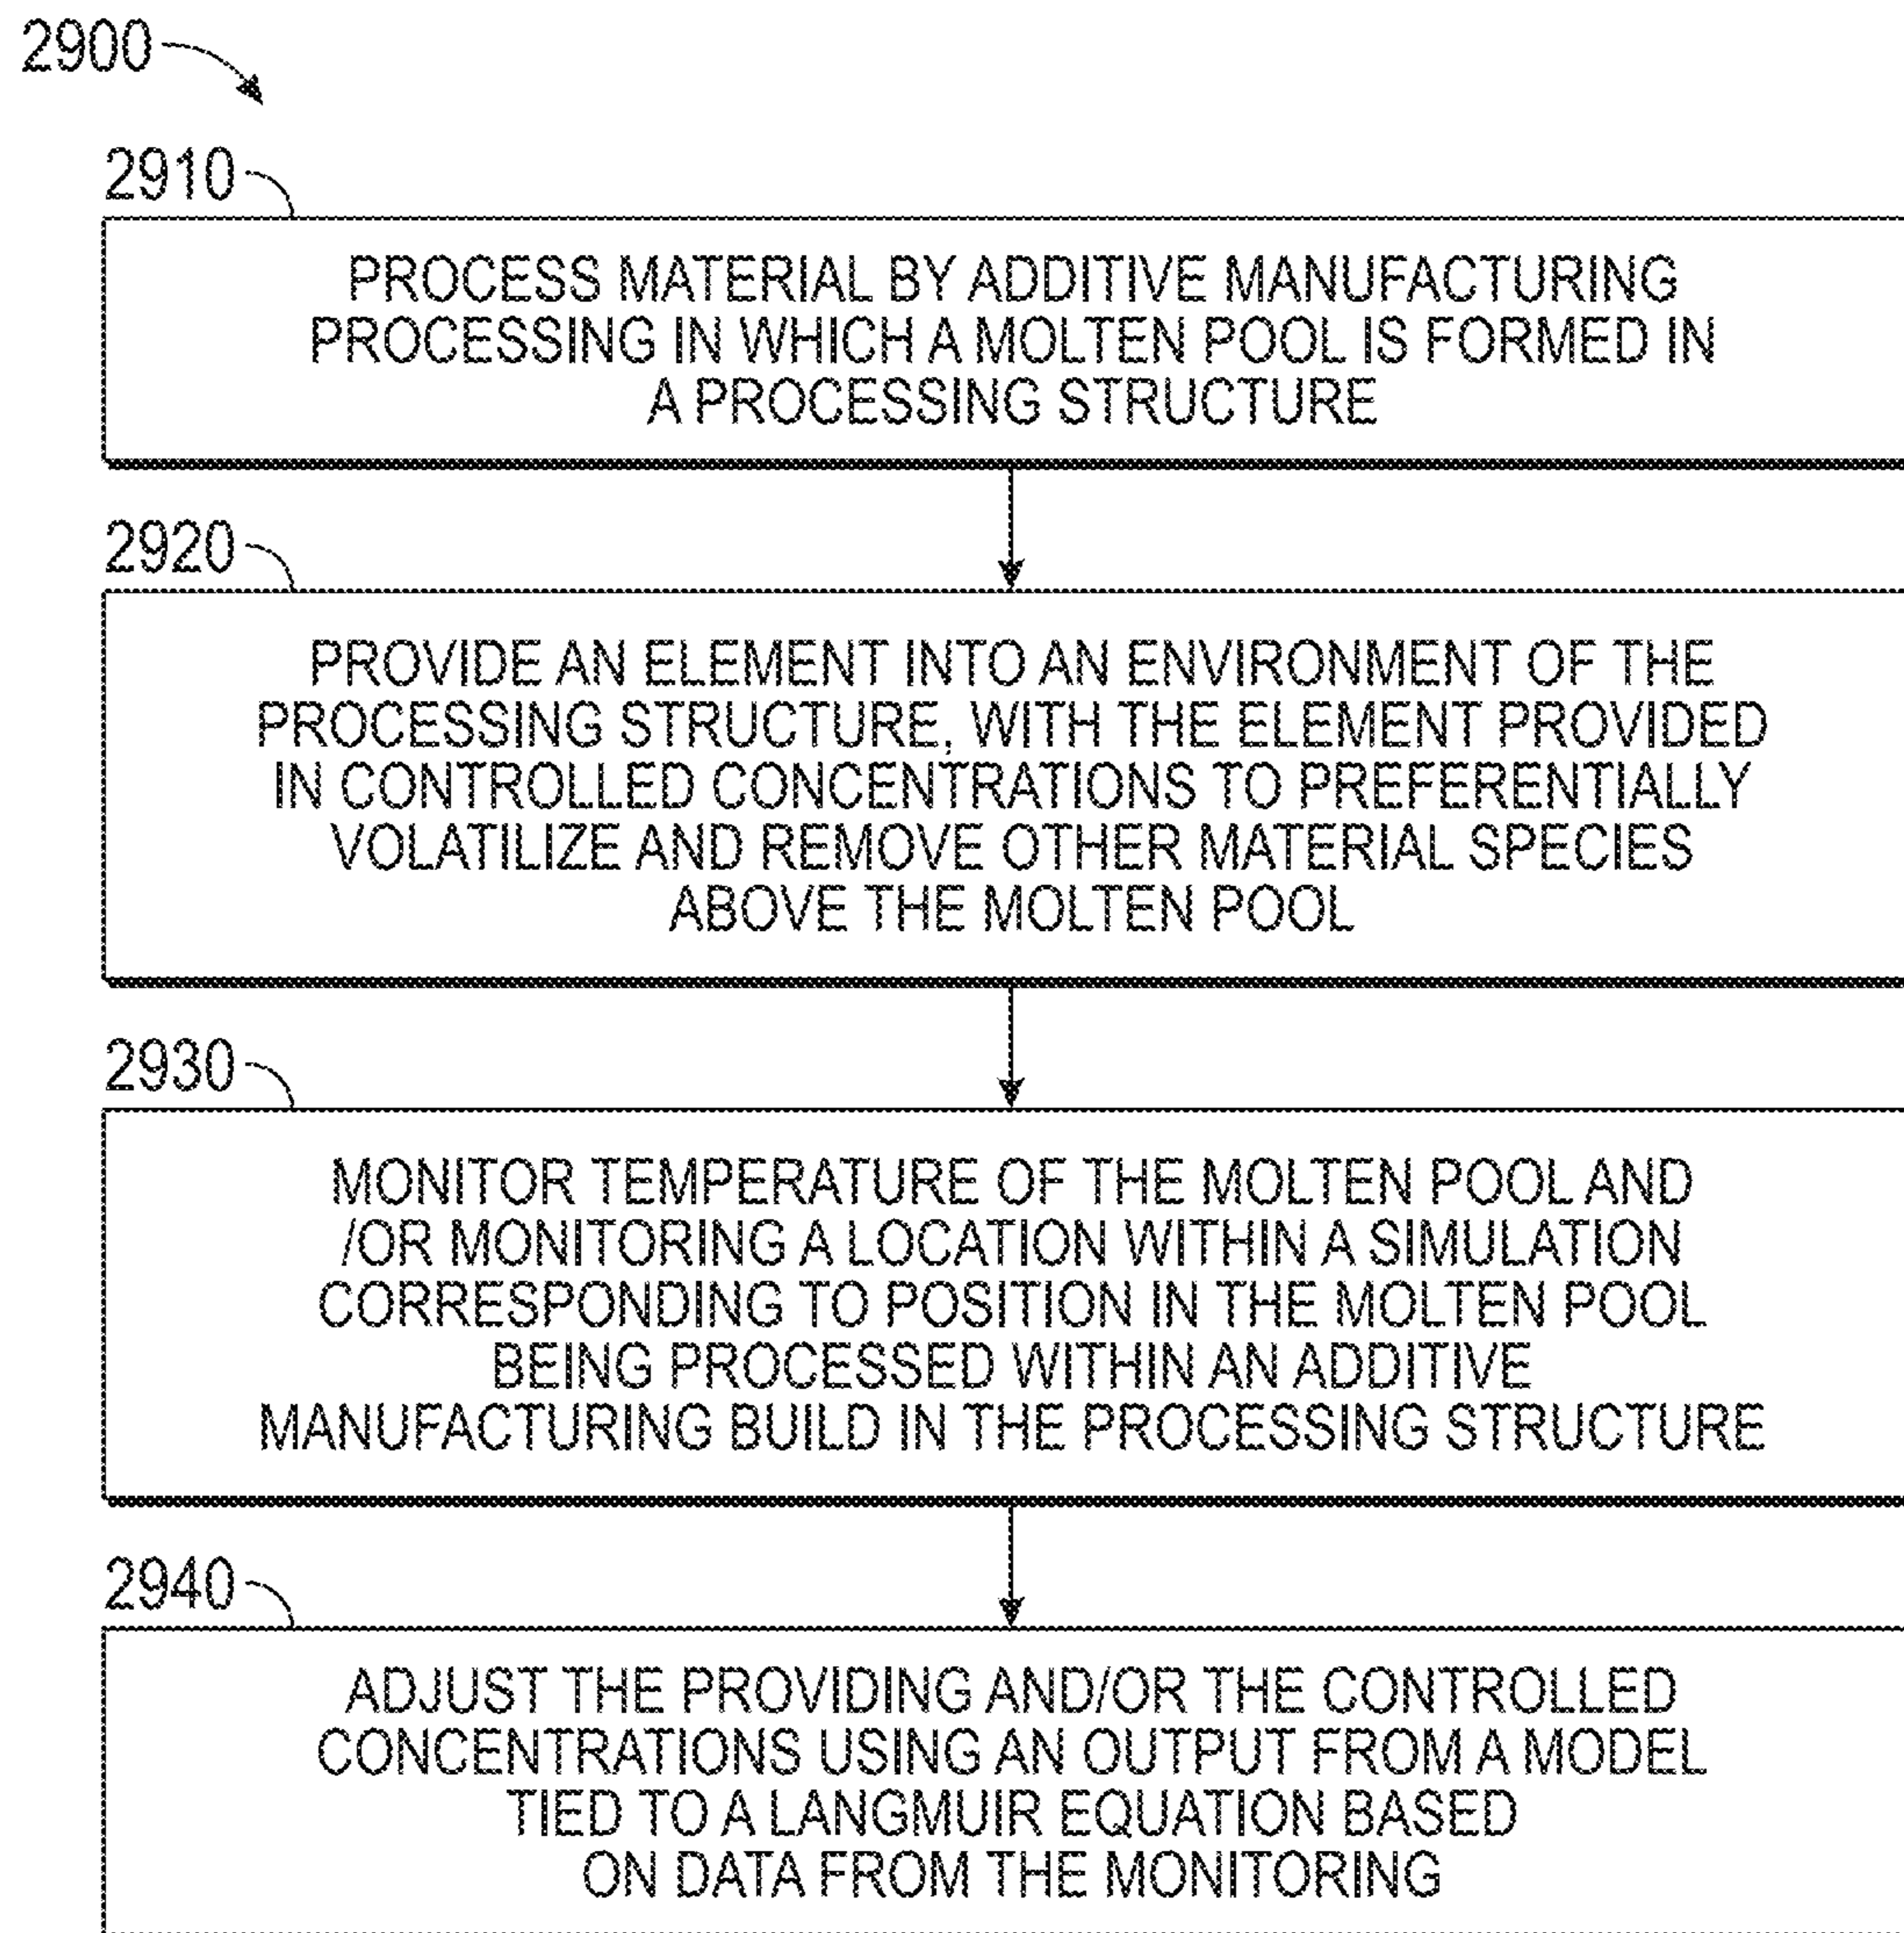 2900
2910
PROCESS MATERIAL BY ADDITIVE MANUFACTURING
PROCESSING IN WHICH A MOLTEN POOL IS FORMED IN
A PROCESSING STRUCTURE
2920
PROVIDE AN ELEMENT INTO AN ENVIRONMENT OF THE
PROCESSING STRUCTURE, WITH THE ELEMENT PROVIDED
IN CONTROLLED CONCENTRATIONS TO PREFERENTIALLY
VOLATILIZE AND REMOVE OTHER MATERIAL SPECIES
ABOVE THE MOLTEN POOL
2930
MONITOR TEMPERATURE OF THE MOLTEN POOL AND
/OR MONITORING A LOCATION WITHIN A SIMULATION
CORRESPONDING TO POSITION IN THE MOLTEN POOL
BEING PROCESSED WITHIN AN ADDITIVE
MANUFACTURING BUILD IN THE PROCESSING STRUCTURE
2940
ADJUST THE PROVIDING AND/OR THE CONTROLLED
CONCENTRATIONS USING AN OUTPUT FROM A MODEL
TIED TO A LANGMUIR EQUATION BASED
ON DATA FROM THE MONITORING